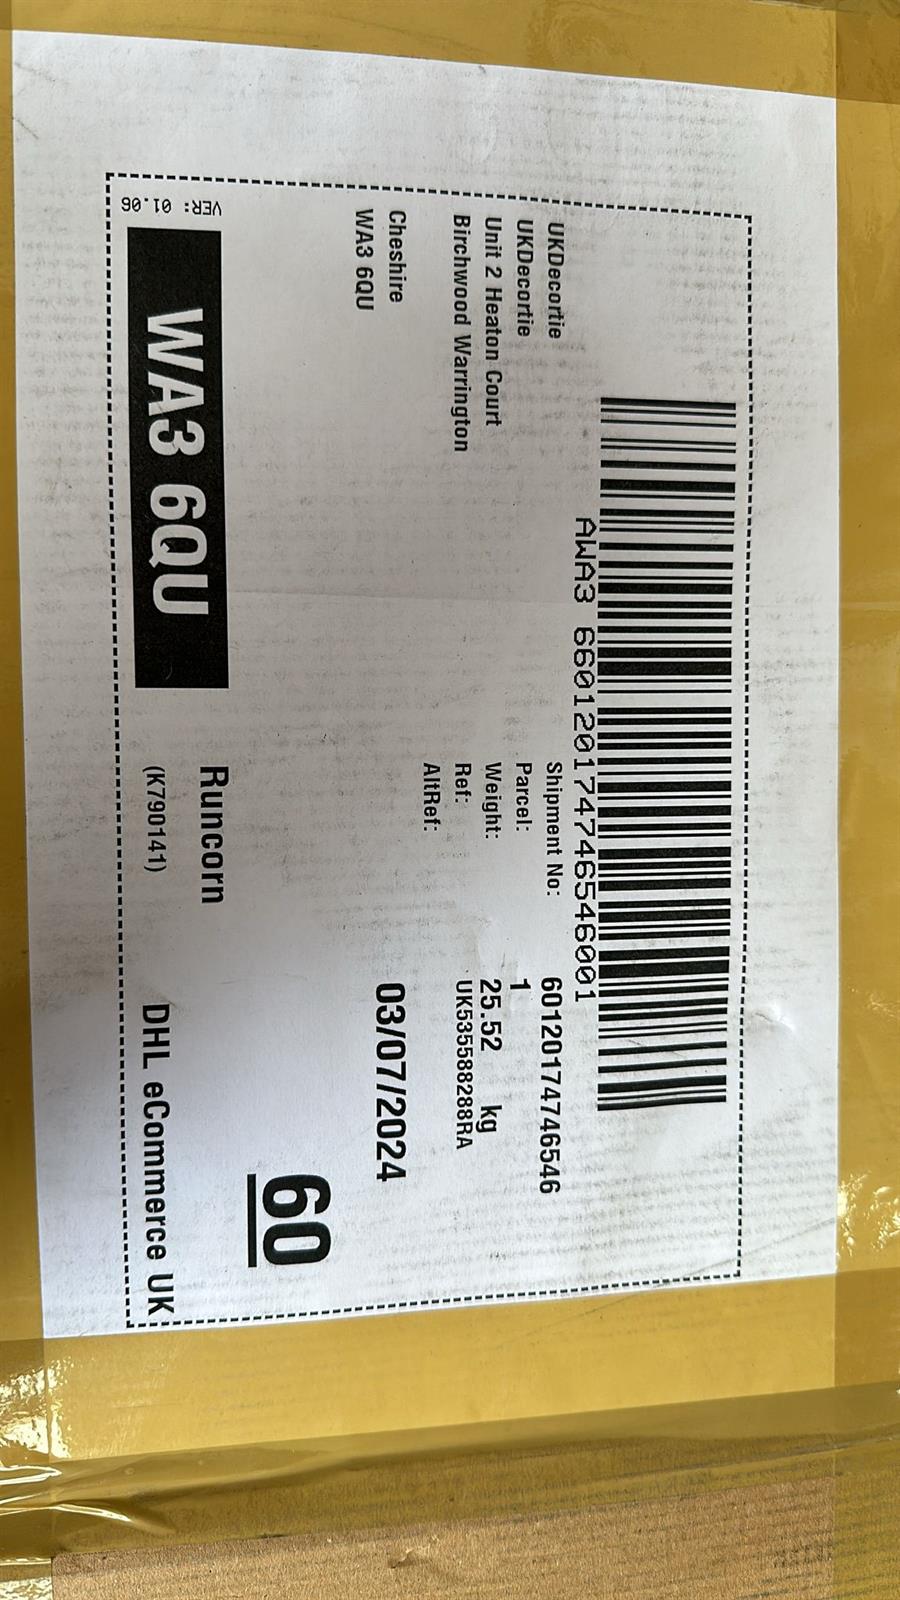 AWA3 660120174746546001
UKDecortie
UKDecortie
Unit 2 Heaton Court
Birchwood Warrington
Cheshire
WA3 6QU
Shipment No: 60120174746546
Parcel: 1
Weight: 25.52 kg
Ref: UK535588288RA
AltRef:
03/07/2024
60
Runcorn
WA3 6QU
(K790141)
DHL eCommerce UK
VER: 01.06